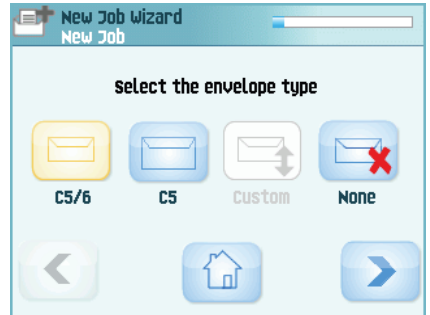 New Job Wizard
New Job
Select the envelope type
C5/6 C5 Custom None